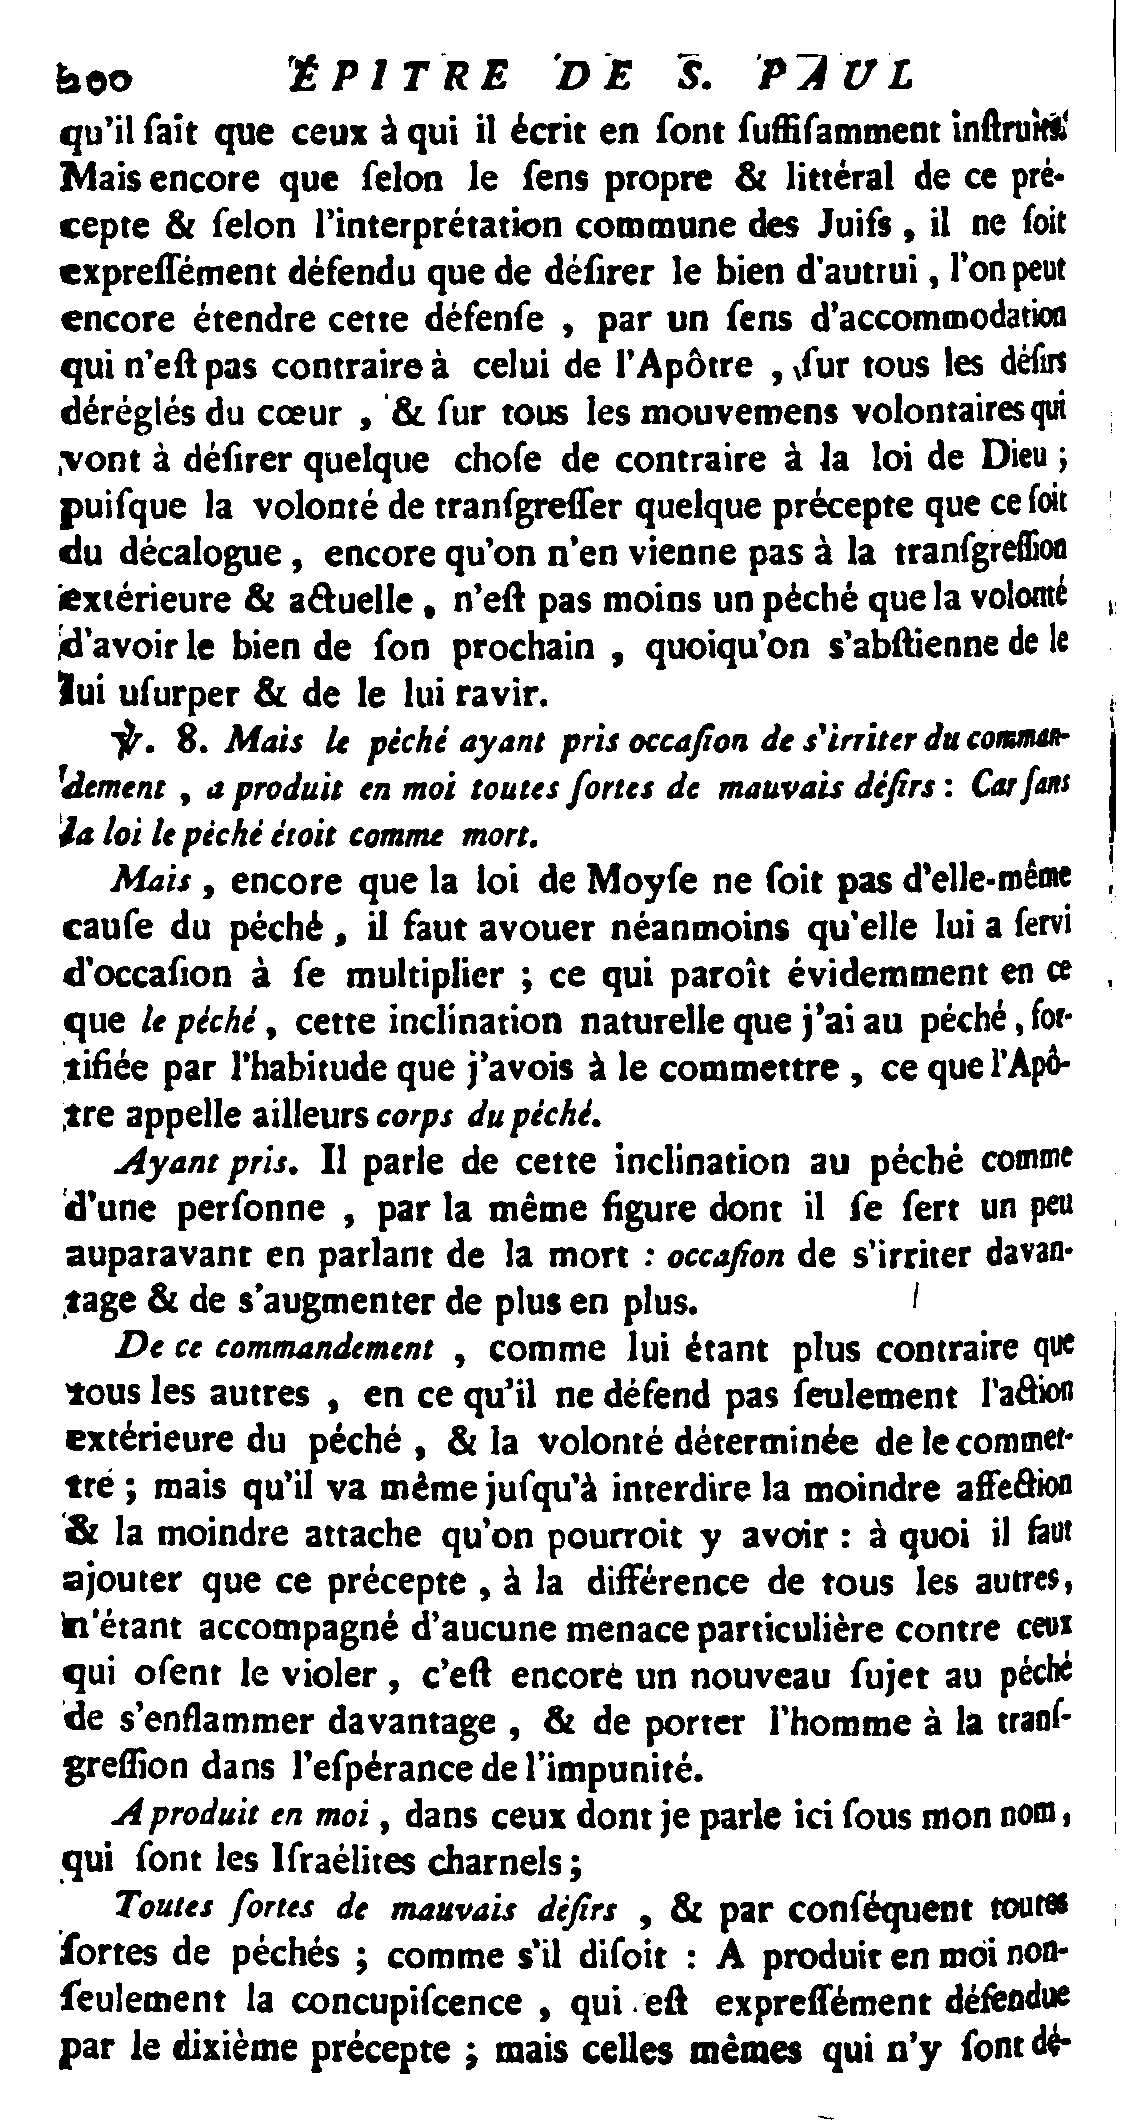 200 ÉPITRE DE S. PAUL
qu'il ſait que ceux à qui il écrit en ſont ſuffiſamment inſtruits.
Mais encore que ſelon le ſens propre & littéral de ce pré-
cepte & ſelon l'interprétation commune des Juifs, il ne ſoit
expreſſément défendu que de déſirer le bien d'autrui, l'on peut
encore étendre cette défenſe, par un ſens d'accommodation
qui n'eſt pas contraire à celui de l'Apôtre, ſur tous les déſirs
déréglés du cœur, & ſur tous les mouvemens volontaires qui
vont à déſirer quelque choſe de contraire à la loi de Dieu;
puiſque la volonté de tranſgreſſer quelque précepte que ce ſoit
du décalogue, encore qu'on n'en vienne pas à la tranſgreſſion
extérieure & actuelle, n'eſt pas moins un péché que la volonté
d'avoir le bien de ſon prochain, quoiqu'on s'abſtienne de le
lui uſurper & de le lui ravir.
℣. 8. Mais le péché ayant pris occaſion de s'irriter du comman-
dement, a produit en moi toutes ſortes de mauvais déſirs: Car ſans
la loi le péché étoit comme mort.
Mais, encore que la loi de Moyſe ne ſoit pas d'elle-même
cauſe du péché, il faut avouer néanmoins qu'elle lui a ſervi
d'occaſion à ſe multiplier; ce qui paroît évidemment en ce
que le péché, cette inclination naturelle que j'ai au péché, for-
tifiée par l'habitude que j'avois à le commettre, ce que l'Apô-
tre appelle ailleurs corps du péché.
Ayant pris. Il parle de cette inclination au péché comme
d'une perſonne, par la même figure dont il ſe ſert un peu
auparavant en parlant de la mort: occaſion de s'irriter davan-
tage & de s'augmenter de plus en plus.
De ce commandement, comme lui étant plus contraire que
tous les autres, en ce qu'il ne défend pas ſeulement l'action
extérieure du péché, & la volonté déterminée de le commet-
tre; mais qu'il va même juſqu'à interdire la moindre affection
& la moindre attache qu'on pourroit y avoir: à quoi il faut
ajouter que ce précepte, à la différence de tous les autres,
n'étant accompagné d'aucune menace particulière contre ceux
qui oſent le violer, c'eſt encore un nouveau ſujet au péché
de s'enflammer davantage, & de porter l'homme à la tranſ-
greſſion dans l'eſpérance de l'impunité.
A produit en moi, dans ceux dont je parle ici ſous mon nom,
qui ſont les Iſraélites charnels;
Toutes ſortes de mauvais déſirs, & par conſéquent toutes
ſortes de péchés; comme s'il diſoit: A produit en moi non-
ſeulement la concupiſcence, qui eſt expreſſément défendue
par le dixième précepte; mais celles mêmes qui n'y ſont dé-